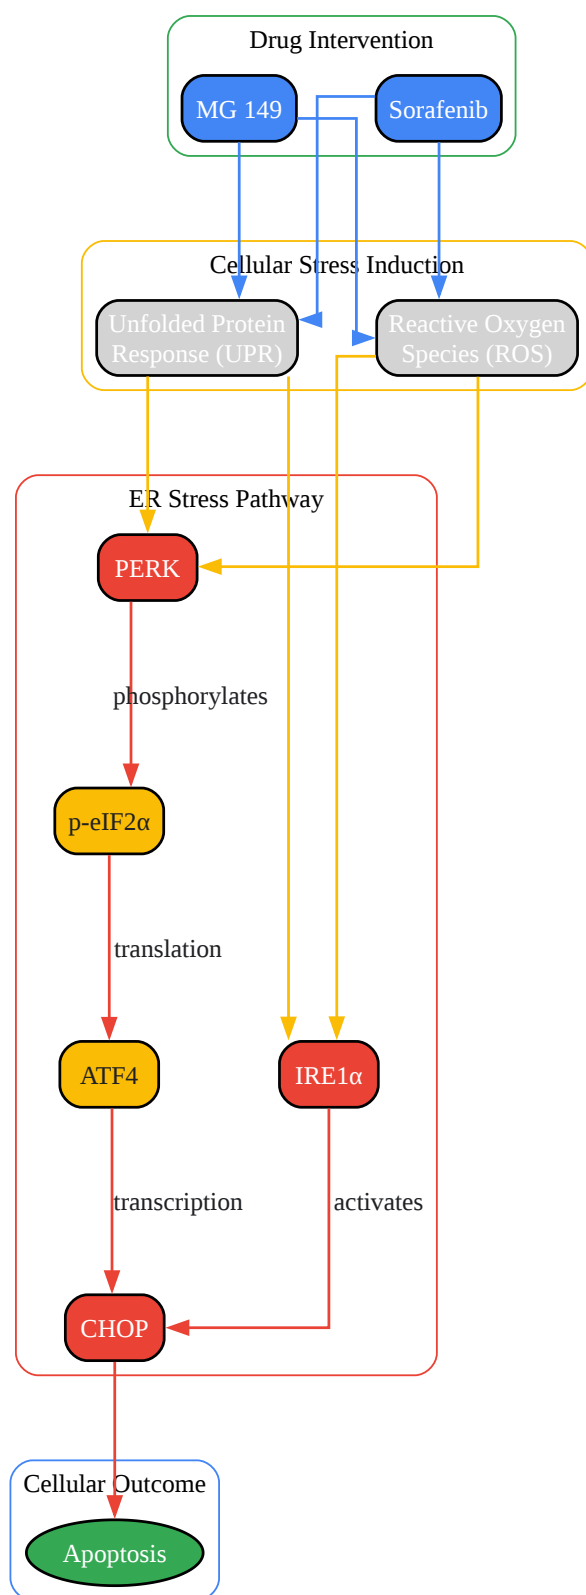 Drug Intervention
MG 149
Sorafenib
Cellular Stress Induction
Unfolded Protein
Response (UPR)
Reactive Oxygen
Species (ROS)
ER Stress Pathway
PERK
phosphorylates
p-eIF2α
translation
ATF4
IRE1α
transcription
activates
CHOP
Cellular Outcome
Apoptosis